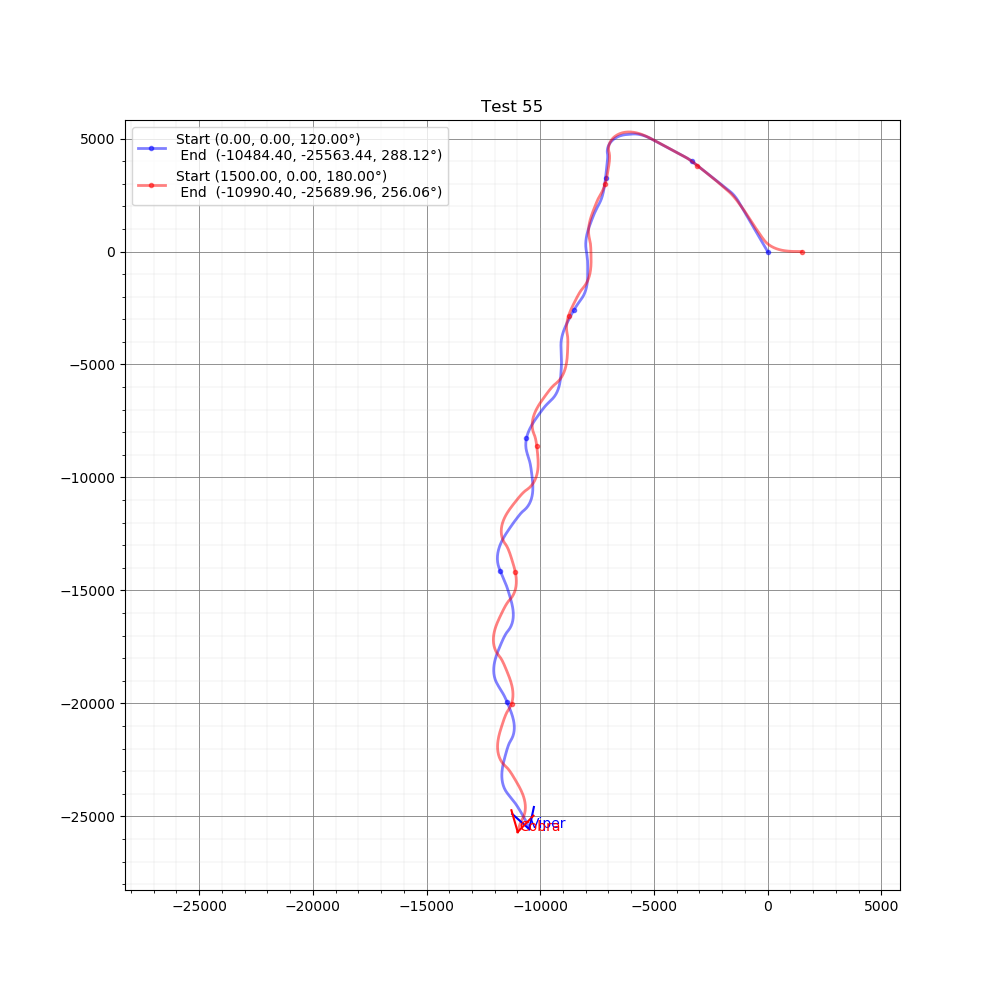 Test 55
Start (0.00, 0.00, 120.00°)
End (-10484.40, -25563.44, 288.12°)
Start (1500.00, 0.00, 180.00°)
End (-10990.40, -25689.96, 256.06°)
5000
0
−5000
−10000
−15000
−20000
−25000
Viper
Cobra
−25000 −20000 −15000 −10000 −5000 0 5000